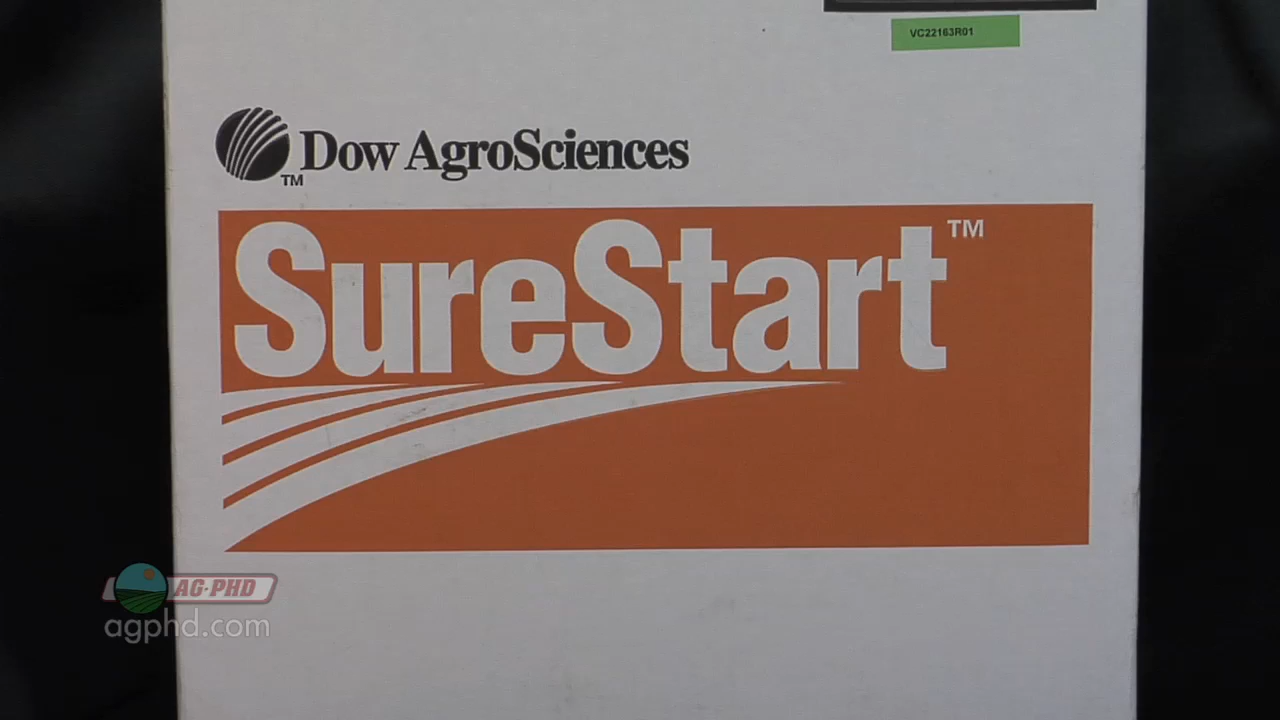 VC22163R01
Dow AgroSciences
TM
SureStart
TM
AG·PHD
agphd.com